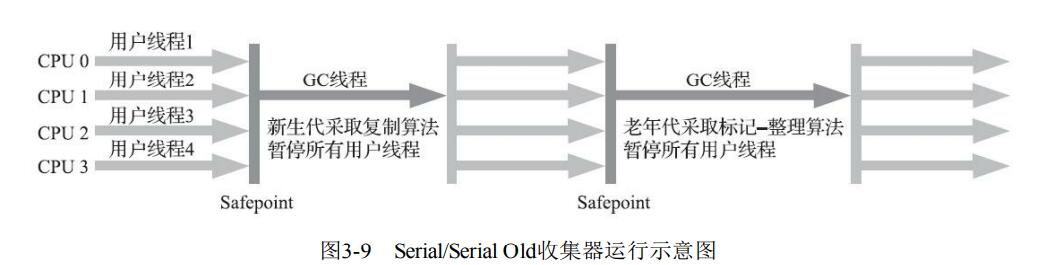 用户线程1
CPU 0
用户线程2
GC线程
GC线程
CPU 1
用户线程3
新生代采取复制算法
老年代采取标记–整理算法
CPU 2
用户线程4
暂停所有用户线程
暂停所有用户线程
CPU 3
Safepoint
Safepoint
图3-9 Serial/Serial Old收集器运行示意图